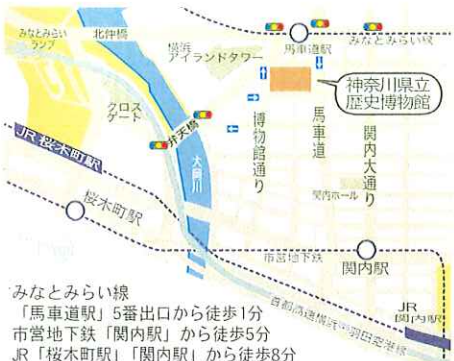 みなとみらい
ランプ
北仲橋
横浜
アイランドタワー
馬車道駅
みなとみらい線
神奈川県立
歴史博物館
クロス
ゲート
弁天橋
大岡川
博物館通り
馬車道
関内大通り
関内ホール
JR 桜木町駅
桜木町駅
市営地下鉄
関内駅
首都高速横浜羽田空港線
JR
関内駅
みなとみらい線
「馬車道駅」5番出口から徒歩1分
市営地下鉄「関内駅」から徒歩5分
JR「桜木町駅」「関内駅」から徒歩8分